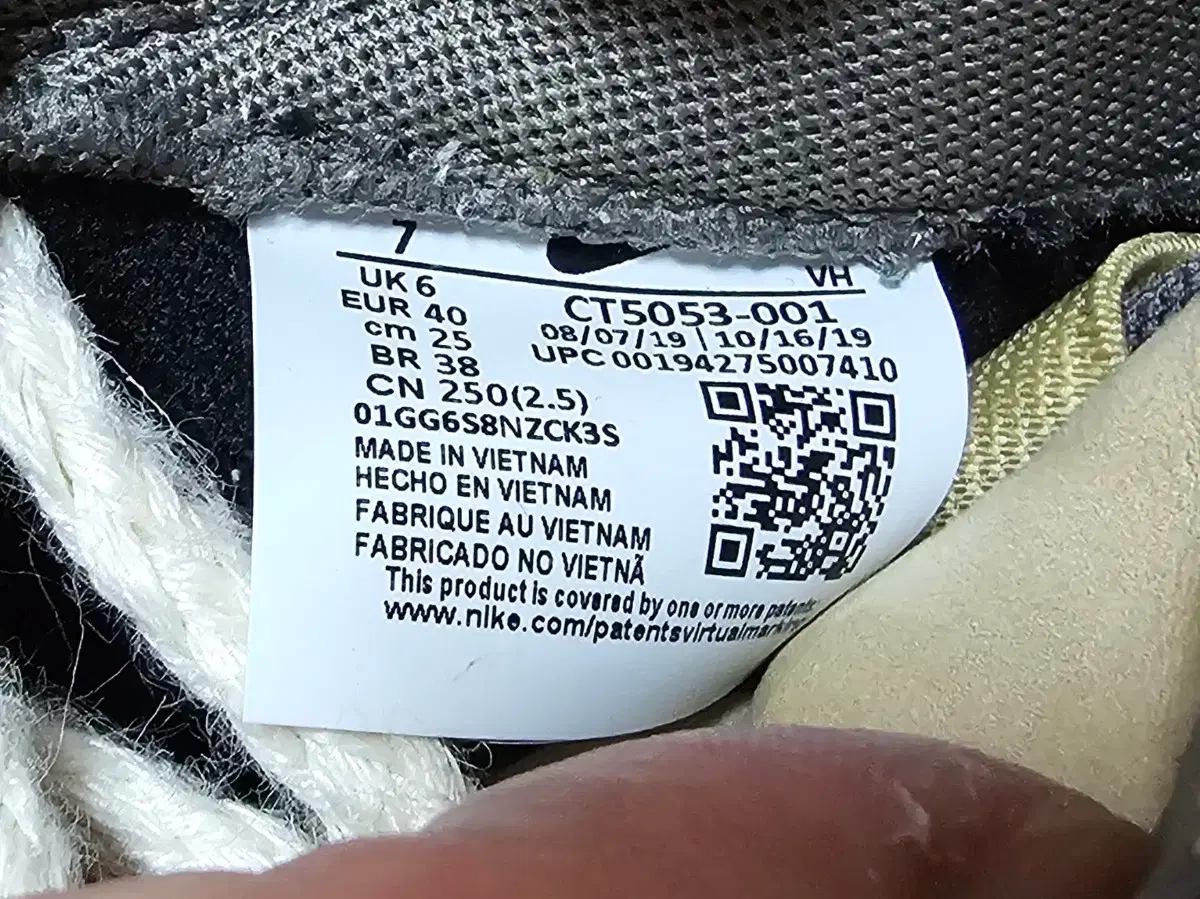 7
VH
UK 6
EUR 40
cm 25
BR 38
CN 250(2.5)
CT5053-001
08/07/19 | 10/16/19
UPC 00194275007410
01GG6S8NZCK3S
MADE IN VIETNAM
HECHO EN VIETNAM
FABRIQUE AU VIETNAM
FABRICADO NO VIETNÃ
This product is covered by one or more
www.nike.com/patentsvirtualmark